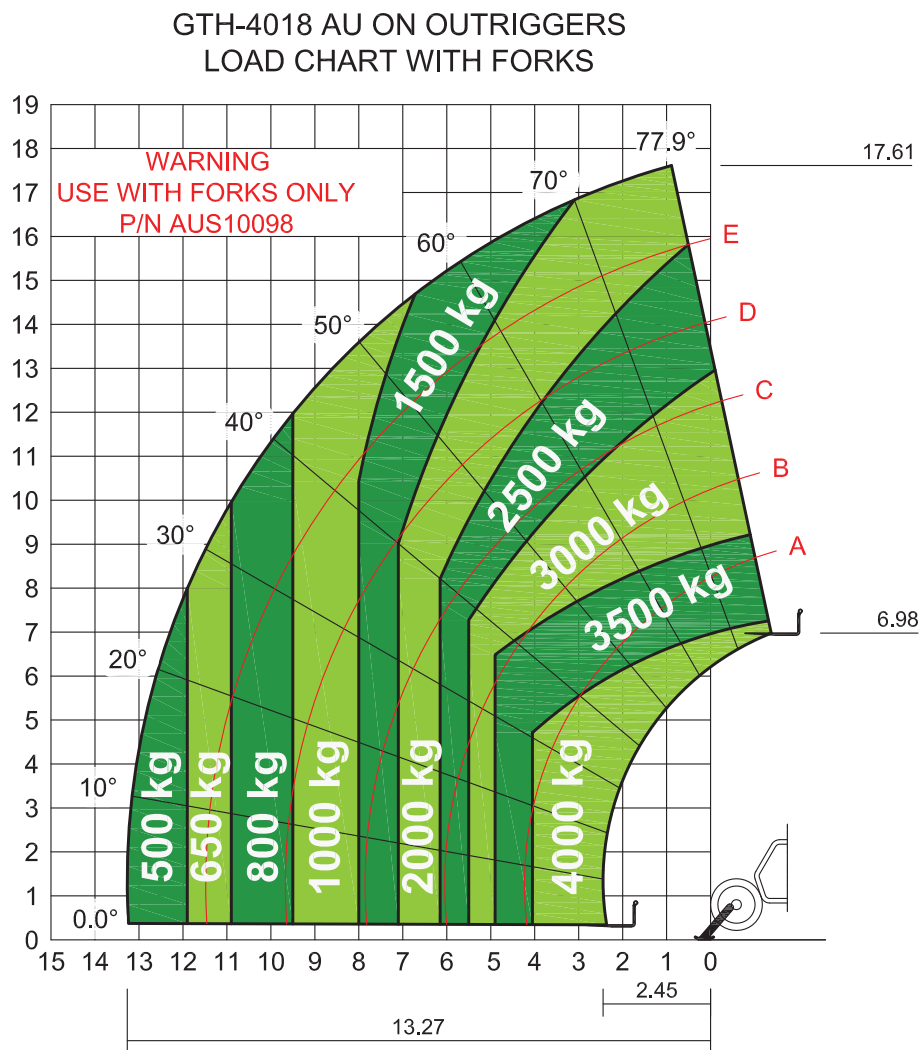 GTH-4018 AU ON OUTRIGGERS
LOAD CHART WITH FORKS
WARNING
USE WITH FORKS ONLY
P/N AUS10098
19
18
17
16
15
14
13
12
11
10
9
8
7
6
5
4
3
2
1
0
0.0°
10°
20°
30°
40°
50°
60°
70°
77.9°
17.61
6.98
E
D
C
B
A
1500 kg
2500 kg
3000 kg
3500 kg
500 kg
650 kg
800 kg
1000 kg
2000 kg
4000 kg
15 14 13 12 11 10 9 8 7 6 5 4 3 2 1 0
2.45
13.27